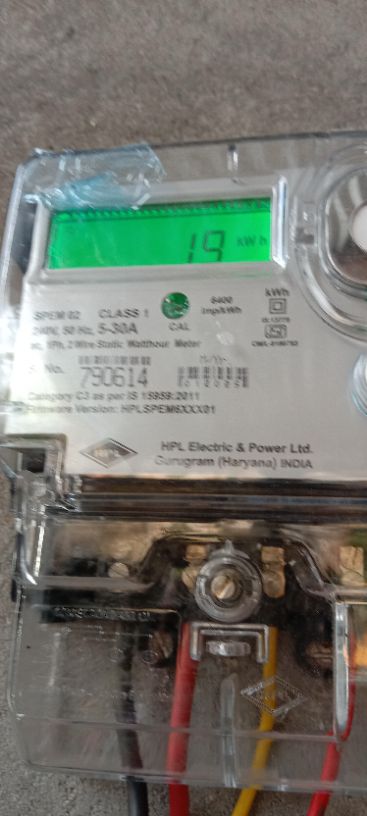 19 kWh
kWh
SPEM 02 CLASS 1
6400
Imp/kWh
240V, 50 Hz, 5-30A
CAL
ac, 1Ph, 2 Wire Static Watthour Meter
S. No.
790614
Category C3 as per IS 15959:2011
Firmware Version: HPLSPEM6XXX01
HPL
HPL Electric & Power Ltd.
Gurugram (Haryana) INDIA